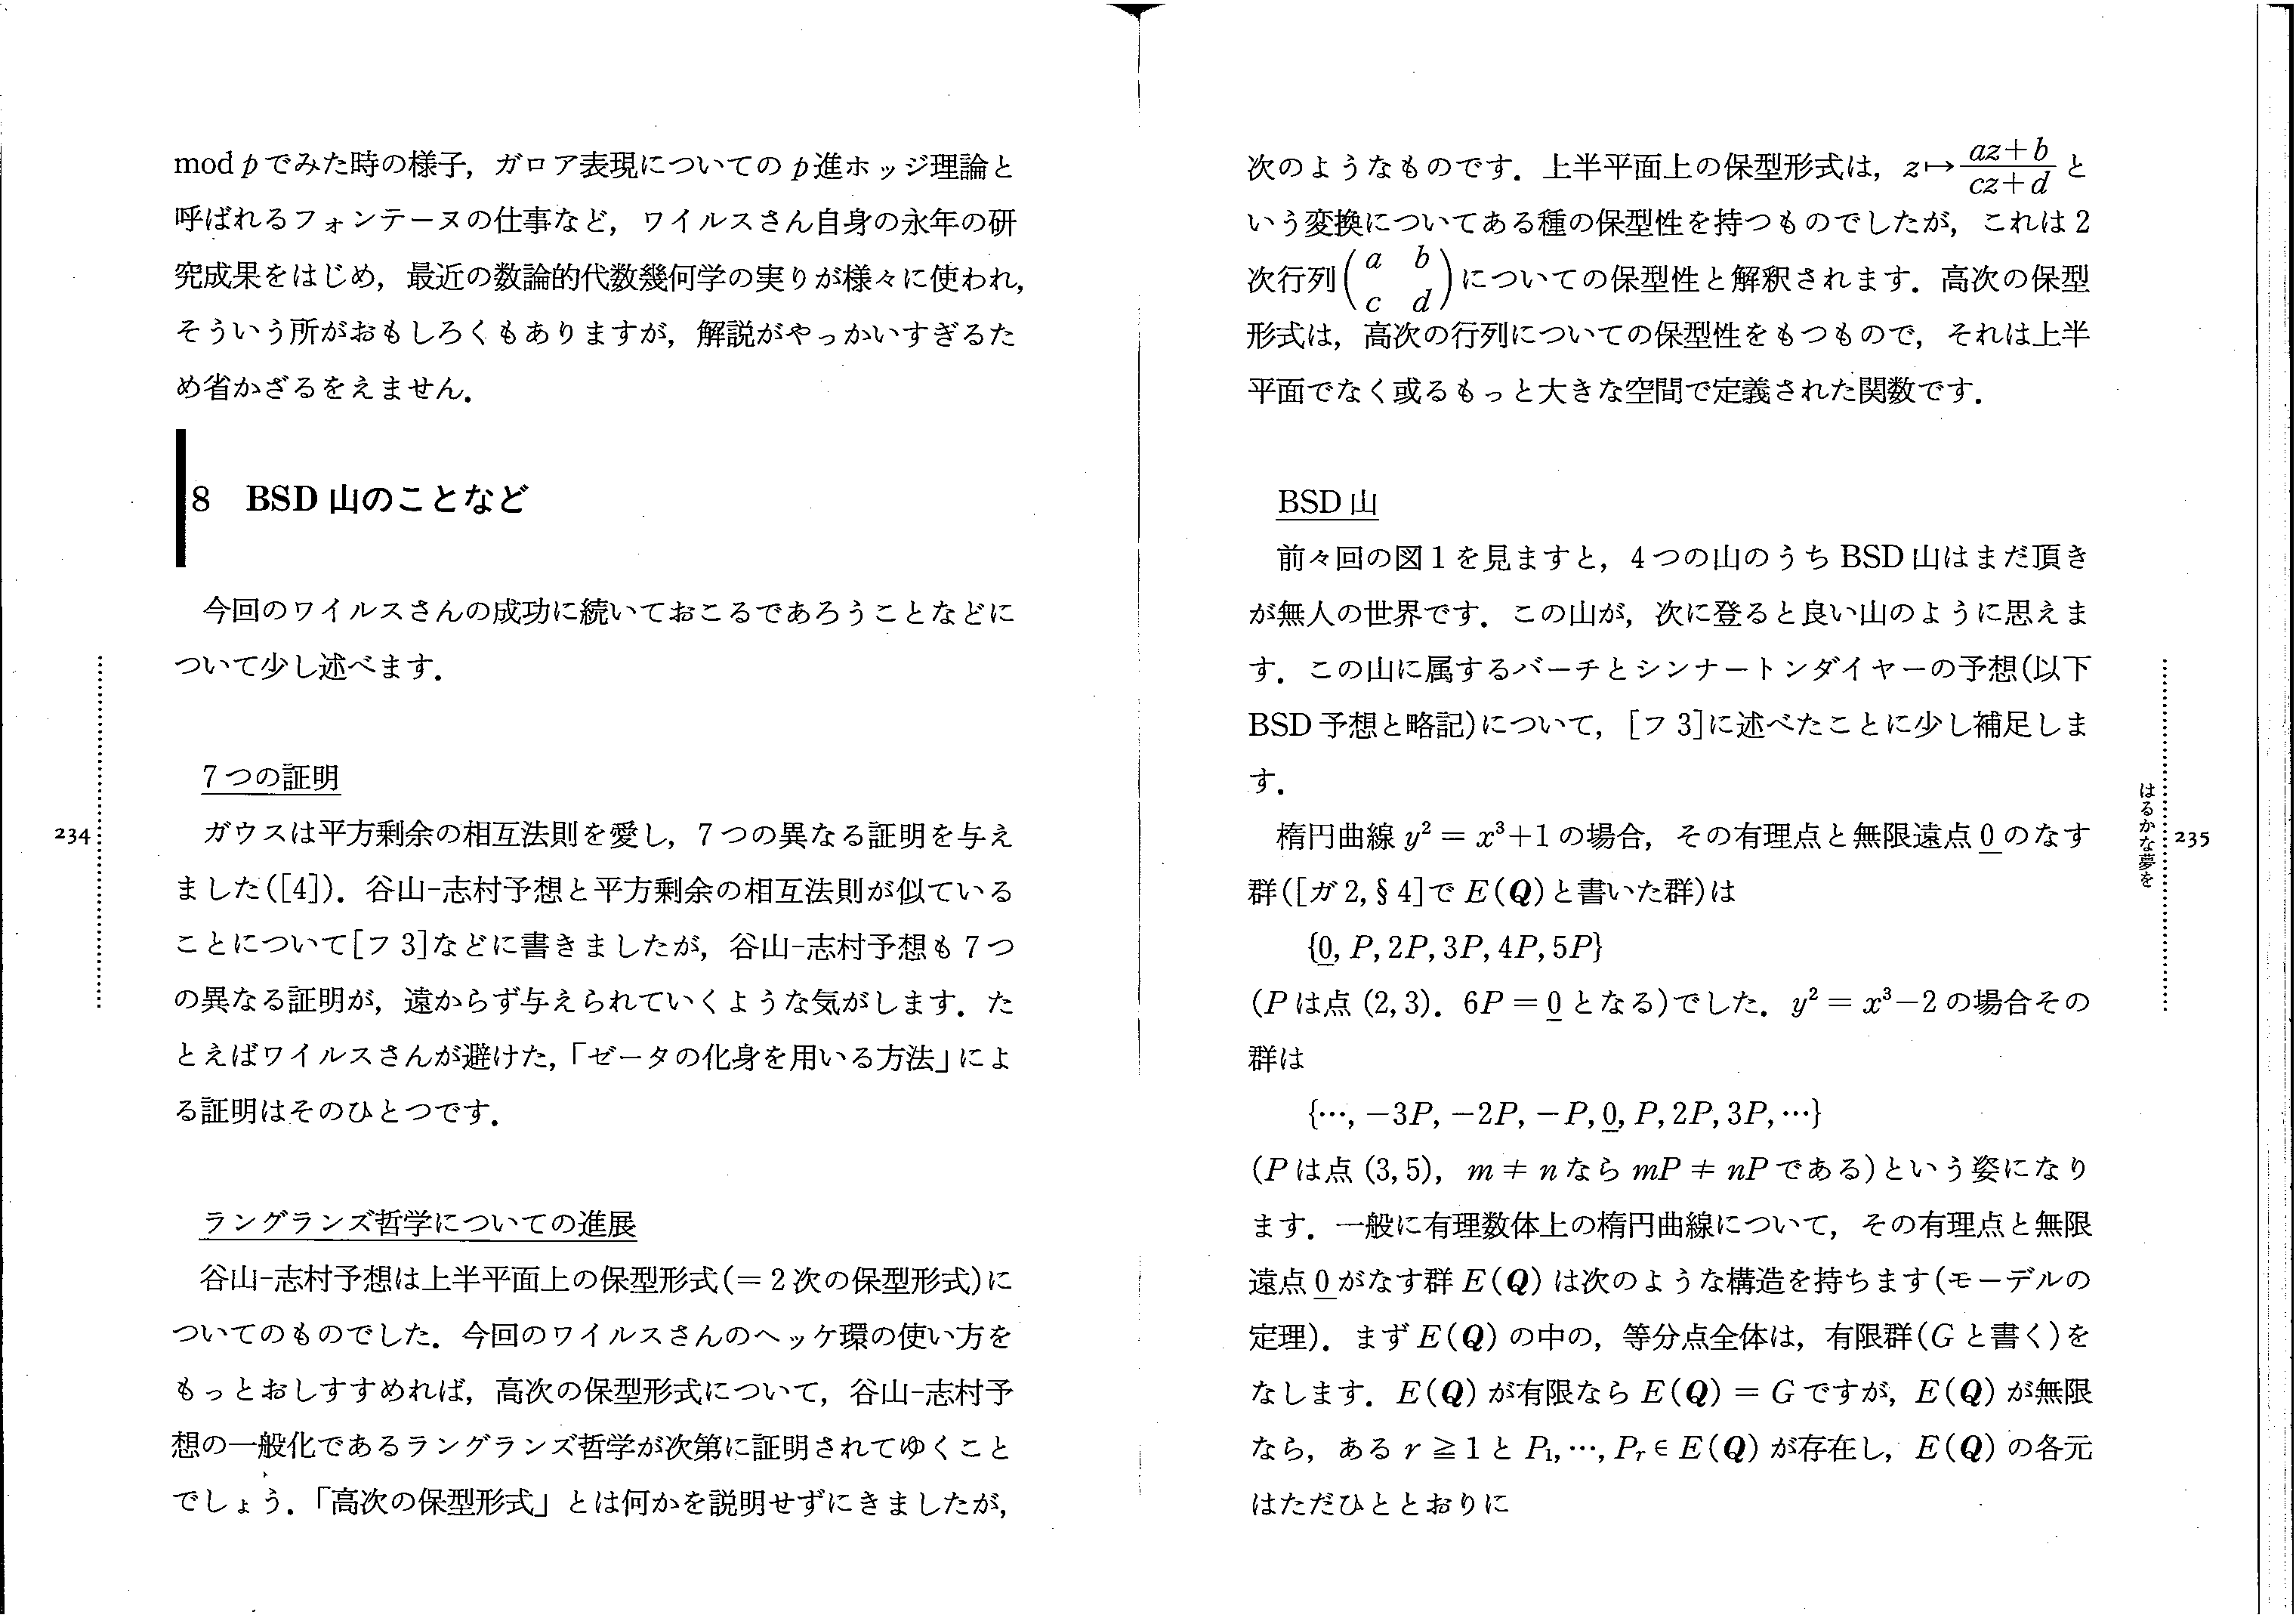 mod pでみた時の様子，ガロア表現についてのp進ホッジ理論と
呼ばれるフォンテーヌの仕事など，ワイルスさん自身の永年の研
究成果をはじめ，最近の数論的代数幾何学の実りが様々に使われ，
そういう所がおもしろくもありますが，解説がやっかいすぎるた
め省かざるをえません．
8 BSD 山のことなど
今回のワイルスさんの成功に続いておこるであろうことなどに
ついて少し述べます．
7つの証明
ガウスは平方剰余の相互法則を愛し，7つの異なる証明を与え
ました([4])．谷山-志村予想と平方剰余の相互法則が似ている
ことについて[フ 3]などに書きましたが，谷山-志村予想も7つ
の異なる証明が，遠からず与えられていくような気がします．た
とえばワイルスさんが避けた，「ゼータの化身を用いる方法」によ
る証明はそのひとつです．
ラングランズ哲学についての進展
谷山-志村予想は上半平面上の保型形式(＝2次の保型形式)に
ついてのものでした．今回のワイルスさんのヘッケ環の使い方を
もっとおしすすめれば，高次の保型形式について，谷山-志村予
想の一般化であるラングランズ哲学が次第に証明されてゆくこと
でしょう．「高次の保型形式」とは何かを説明せずにきましたが，
234
次のようなものです．上半平面上の保型形式は，z↦(az+b)/(cz+d)と
いう変換についてある種の保型性を持つものでしたが，これは2
次行列(a b
c d)についての保型性と解釈されます．高次の保型
形式は，高次の行列についての保型性をもつもので，それは上半
平面でなく或るもっと大きな空間で定義された関数です．
BSD 山
前々回の図1を見ますと，4つの山のうちBSD山はまだ頂き
が無人の世界です．この山が，次に登ると良い山のように思えま
す．この山に属するバーチとシンナートンダイヤーの予想(以下
BSD予想と略記)について，[フ 3]に述べたことに少し補足しま
す．
楕円曲線 y² = x³+1 の場合，その有理点と無限遠点 0 のなす
群([ガ 2, §4]で E(Q)と書いた群)は
{0, P, 2P, 3P, 4P, 5P}
(Pは点 (2, 3)．6P = 0 となる)でした．y² = x³−2 の場合その
群は
{…, −3P, −2P, −P, 0, P, 2P, 3P, …}
(Pは点 (3, 5)，m ≠ n なら mP ≠ nP である)という姿になり
ます．一般に有理数体上の楕円曲線について，その有理点と無限
遠点 0 がなす群 E(Q) は次のような構造を持ちます(モーデルの
定理)．まず E(Q) の中の，等分点全体は，有限群(Gと書く)を
なします．E(Q) が有限なら E(Q) = G ですが，E(Q) が無限
なら，ある r ≧ 1 と P₁, …, Pᵣ ∈ E(Q) が存在し，E(Q) の各元
はただひととおりに
はるかな夢を
235